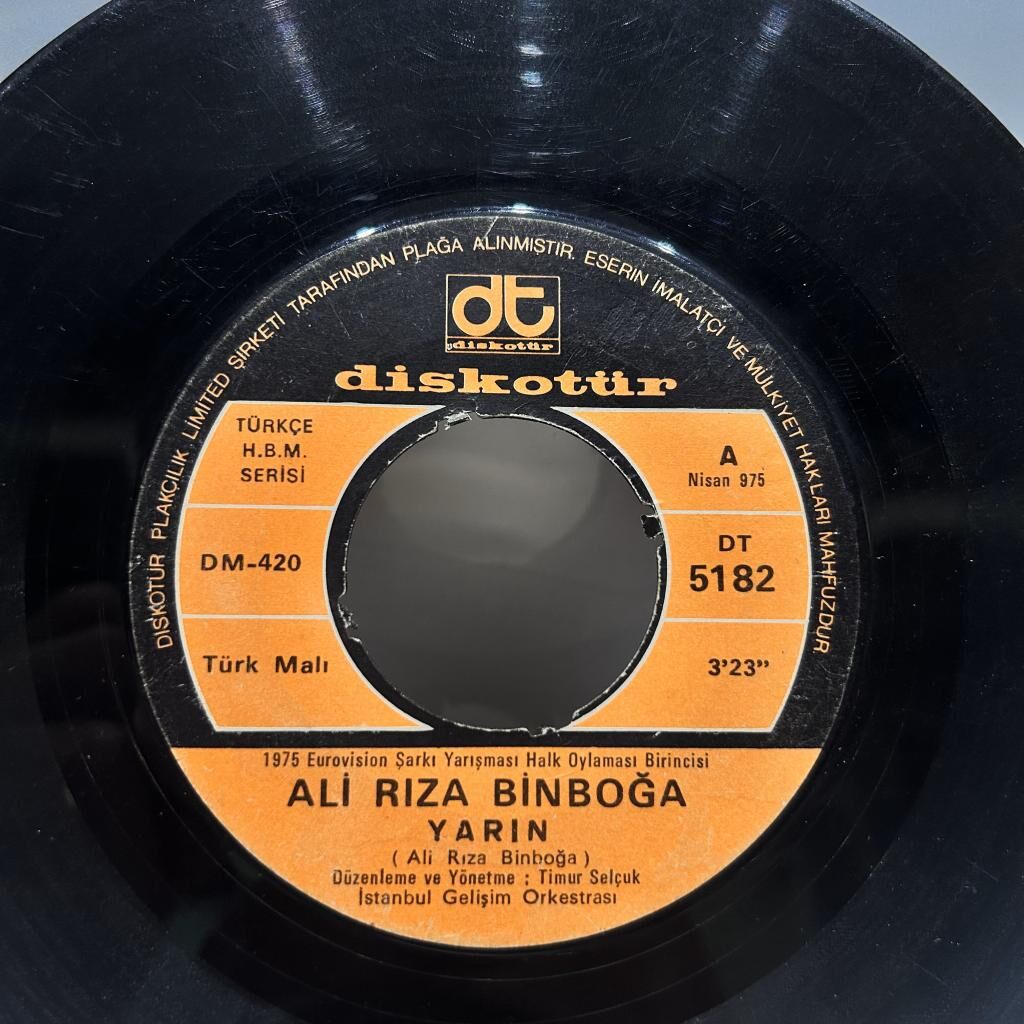 DISKOTÜR PLAKÇILIK LIMITED ŞIRKETI TARAFINDAN PLAĞA ALINMIŞTIR. ESERIN İMALATÇI VE MÜLKIYET HAKLARI MAHFUZDUR
dt
diskotür
diskotür
TÜRKÇE
H.B.M.
SERİSİ
A
Nisan 975
DM-420
DT
5182
Türk Malı
3'23”
1975 Eurovision Şarkı Yarışması Halk Oylaması Birincisi
ALİ RIZA BİNBOĞA
YARIN
( Ali Rıza Binboğa )
Düzenleme ve Yönetme ; Timur Selçuk
İstanbul Gelişim Orkestrası